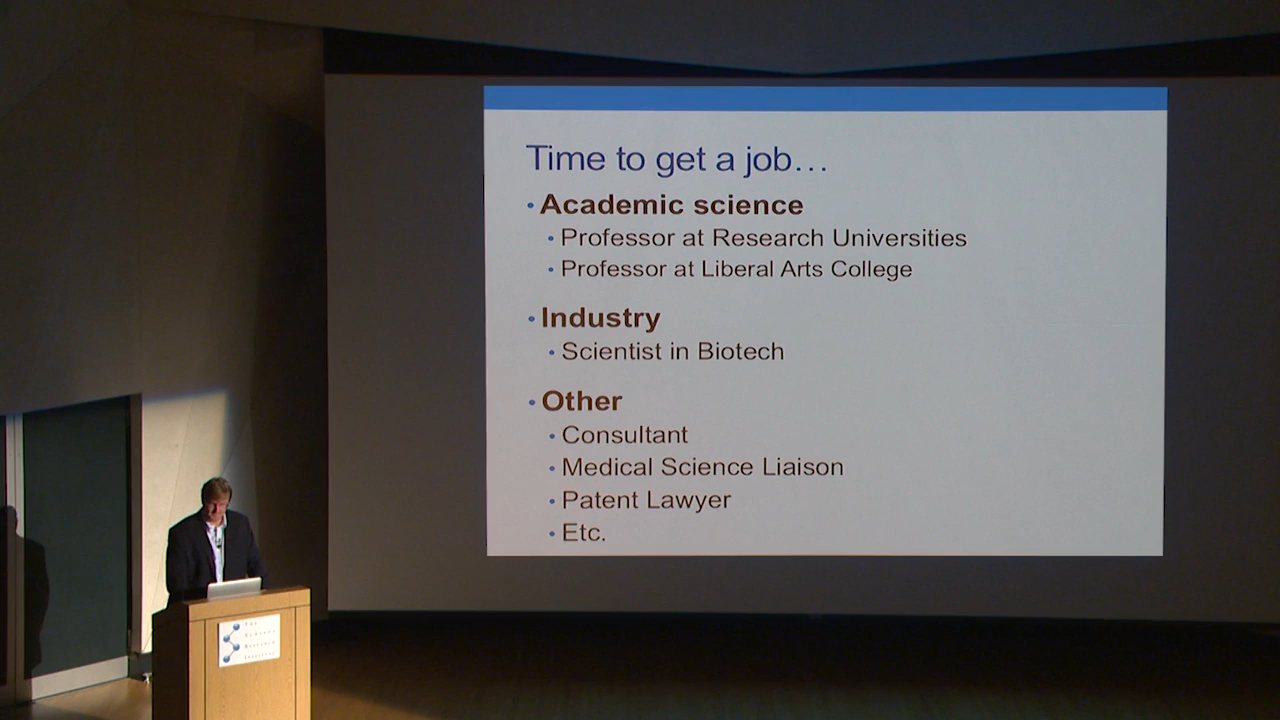 Time to get a job…
• Academic science
• Professor at Research Universities
• Professor at Liberal Arts College
• Industry
• Scientist in Biotech
• Other
• Consultant
• Medical Science Liaison
• Patent Lawyer
• Etc.